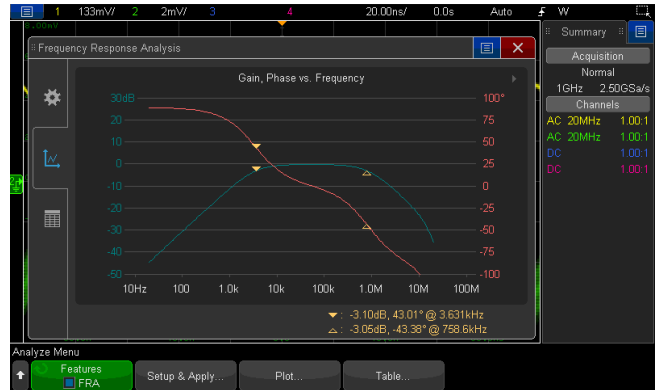 1 133mV/ 2 2mV/ 3 4 20.00ns/ 0.0s Auto W
Summary
Frequency Response Analysis
Acquisition
Normal
1GHz 2.50GSa/s
Channels
AC 20MHz 1.00:1
AC 20MHz 1.00:1
DC 1.00:1
DC 1.00:1
Gain, Phase vs. Frequency
30dB 100°
20 75
10 50
0 25
-10 0
-20 -25
-30 -50
-40 -75
-50 -100
10Hz 100 1.0k 10k 100k 1.0M 10M 100M
: -3.10dB, 43.01° @ 3.631kHz
: -3.05dB, -43.38° @ 758.6kHz
Analyze Menu
Features
FRA
Setup & Apply...
Plot...
Table...